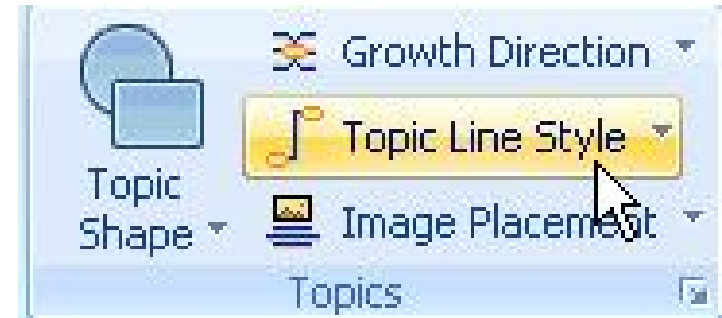 Growth Direction
Topic Line Style
Topic
Shape
Image Placement
Topics